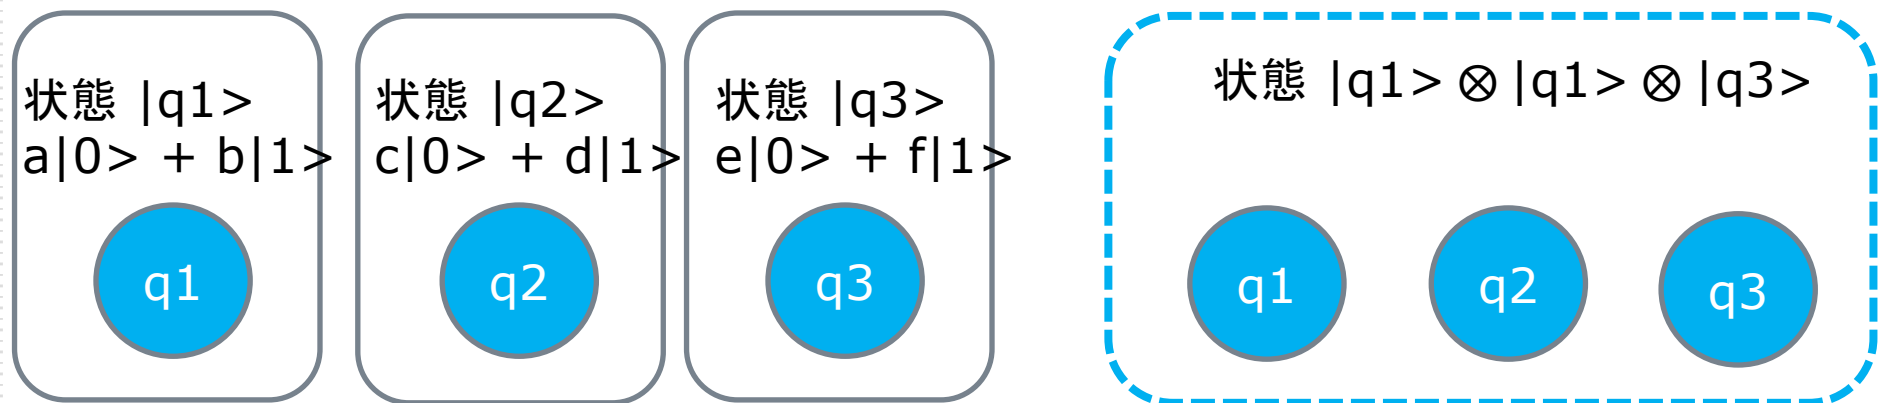 状態 |q1>
a|0> + b|1>
q1
状態 |q2>
c|0> + d|1>
q2
状態 |q3>
e|0> + f|1>
q3
状態 |q1> ⊗ |q1> ⊗ |q3>
q1
q2
q3